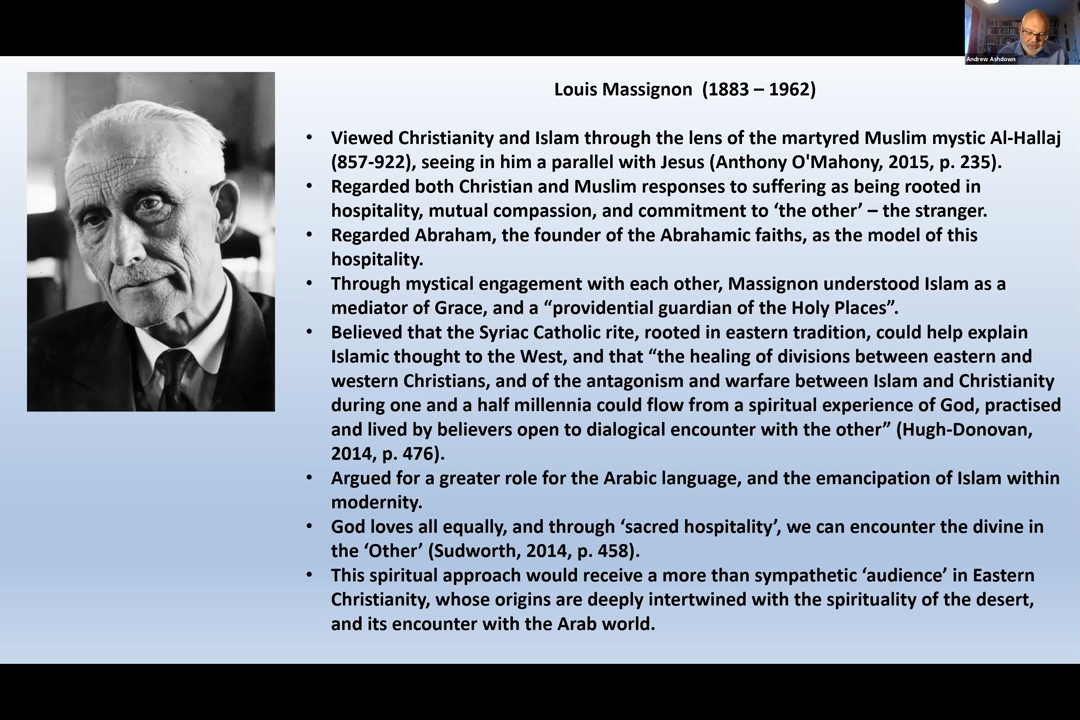 Andrew Ashdown
Louis Massignon (1883 – 1962)
• Viewed Christianity and Islam through the lens of the martyred Muslim mystic Al-Hallaj
(857-922), seeing in him a parallel with Jesus (Anthony O'Mahony, 2015, p. 235).
• Regarded both Christian and Muslim responses to suffering as being rooted in
hospitality, mutual compassion, and commitment to ‘the other’ – the stranger.
• Regarded Abraham, the founder of the Abrahamic faiths, as the model of this
hospitality.
• Through mystical engagement with each other, Massignon understood Islam as a
mediator of Grace, and a “providential guardian of the Holy Places”.
• Believed that the Syriac Catholic rite, rooted in eastern tradition, could help explain
Islamic thought to the West, and that “the healing of divisions between eastern and
western Christians, and of the antagonism and warfare between Islam and Christianity
during one and a half millennia could flow from a spiritual experience of God, practised
and lived by believers open to dialogical encounter with the other” (Hugh-Donovan,
2014, p. 476).
• Argued for a greater role for the Arabic language, and the emancipation of Islam within
modernity.
• God loves all equally, and through ‘sacred hospitality’, we can encounter the divine in
the ‘Other’ (Sudworth, 2014, p. 458).
• This spiritual approach would receive a more than sympathetic ‘audience’ in Eastern
Christianity, whose origins are deeply intertwined with the spirituality of the desert,
and its encounter with the Arab world.